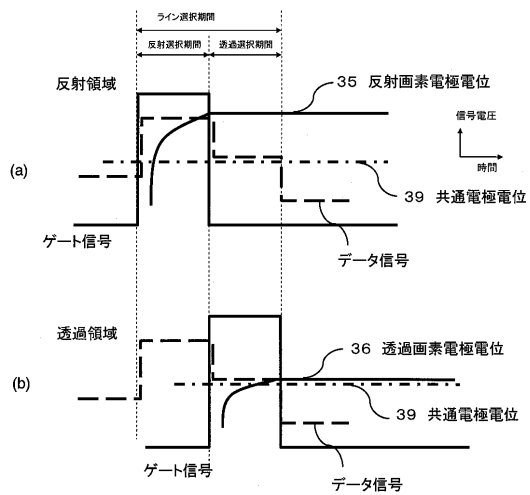 ライン選択期間
反射選択期間
透過選択期間
反射領域
35 反射画素電極電位
信号電圧
時間
(a)
39 共通電極電位
ゲート信号
データ信号
透過領域
36 透過画素電極電位
(b)
39 共通電極電位
ゲート信号
データ信号